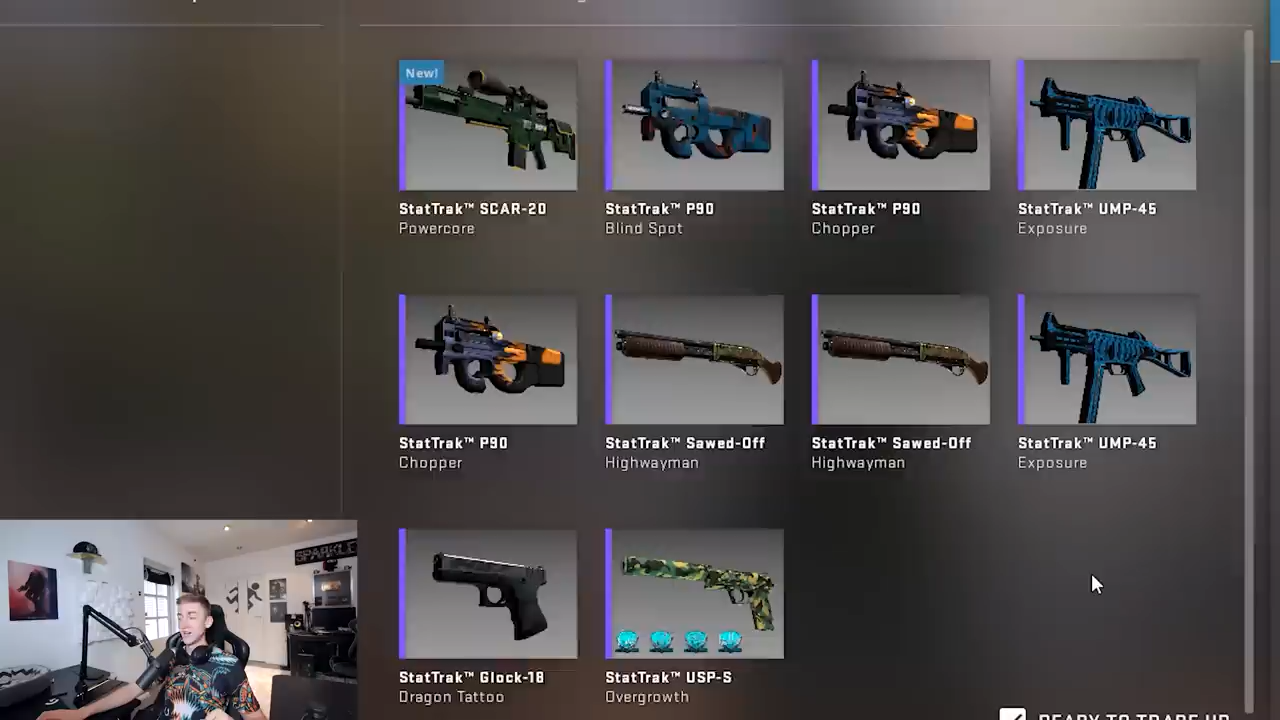 New!
StatTrak™ SCAR-20
Powercore
StatTrak™ P90
Blind Spot
StatTrak™ P90
Chopper
StatTrak™ UMP-45
Exposure
StatTrak™ P90
Chopper
StatTrak™ Sawed-Off
Highwayman
StatTrak™ Sawed-Off
Highwayman
StatTrak™ UMP-45
Exposure
SPARKLE
StatTrak™ Glock-18
Dragon Tattoo
StatTrak™ USP-S
Overgrowth
READY TO TRADE UP